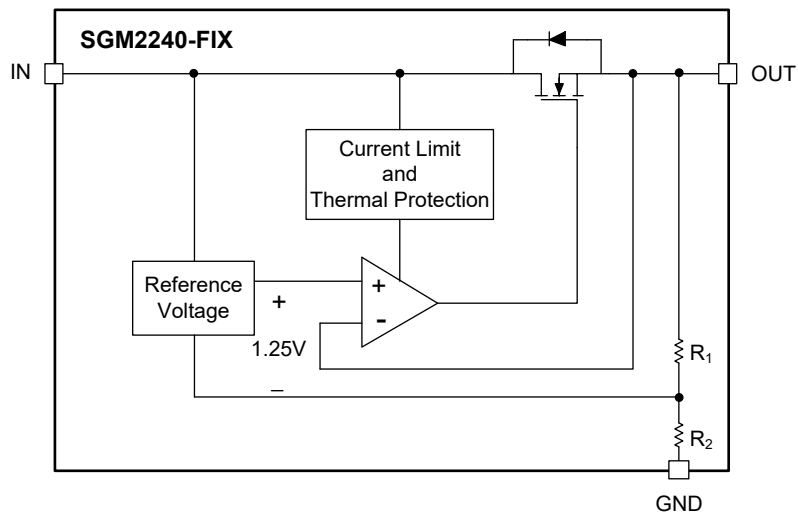 SGM2240-FIX
IN
OUT
Current Limit
and
Thermal Protection
Reference
Voltage
+
+
-
1.25V
–
R1
R2
GND